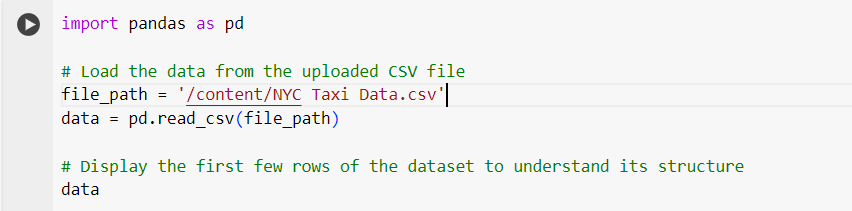 import pandas as pd
# Load the data from the uploaded CSV file
file_path = '/content/NYC Taxi Data.csv'
data = pd.read_csv(file_path)
# Display the first few rows of the dataset to understand its structure
data